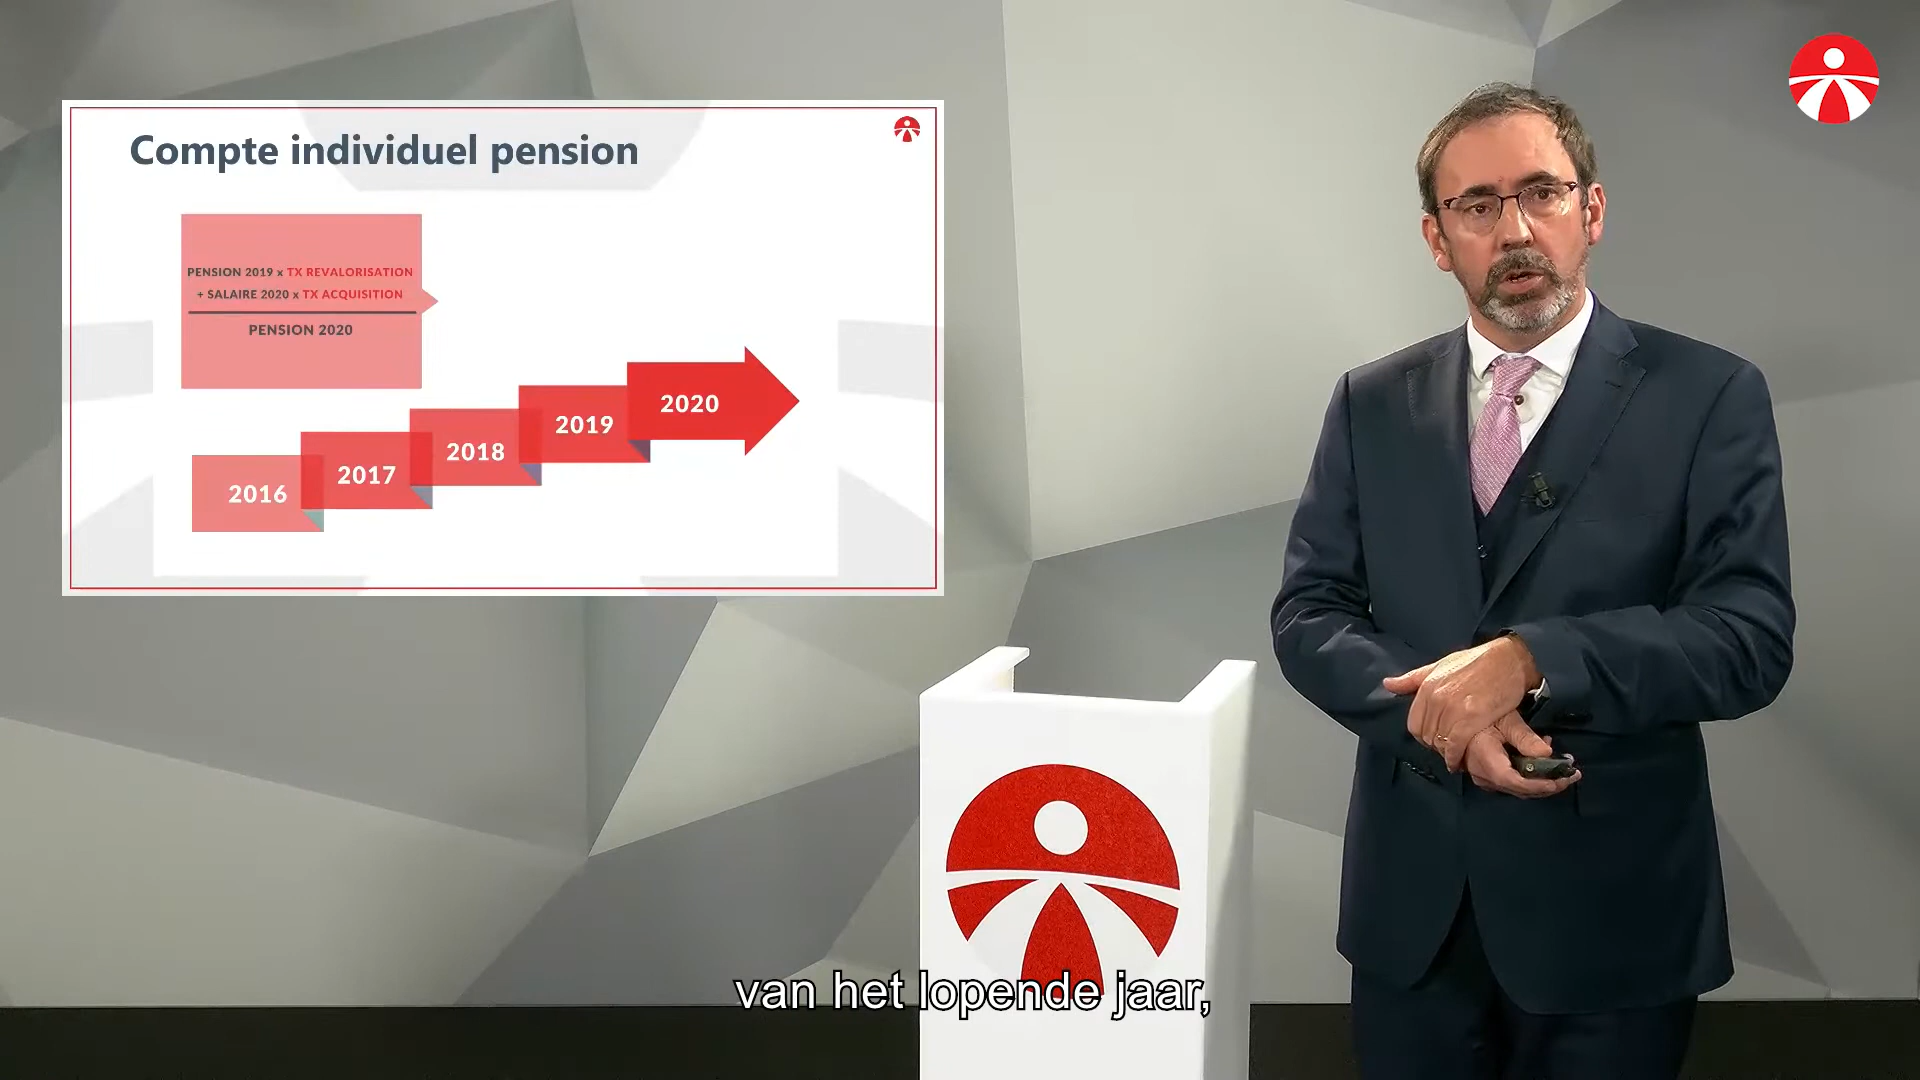 Compte individuel pension
PENSION 2019 x TX REVALORISATION
+ SALAIRE 2020 x TX ACQUISITION
PENSION 2020
2016
2017
2018
2019
2020
van het lopende jaar,